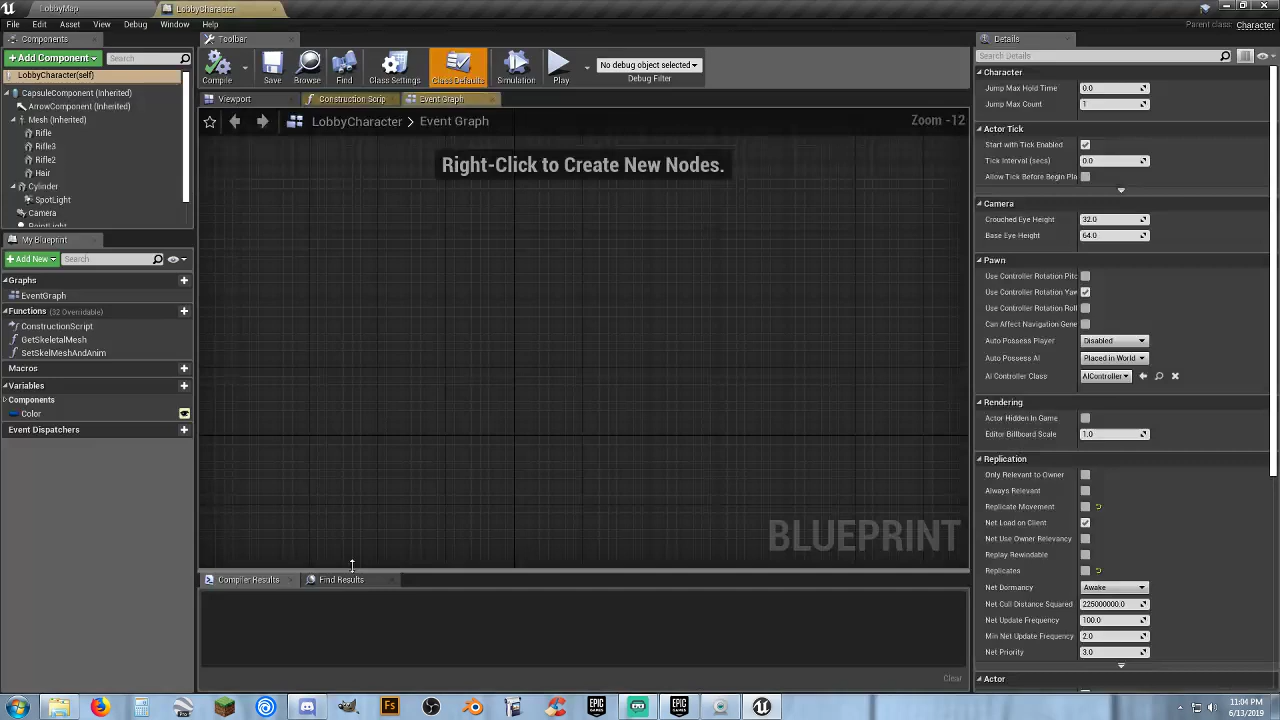 LobbyMap
LobbyCharacter
File Edit Asset View Debug Window Help
Parent class: Character
Components
Toolbar
Details
+Add Component
Search
LobbyCharacter(self)
CapsuleComponent (Inherited)
ArrowComponent (Inherited)
Mesh (Inherited)
Rifle
Rifle3
Rifle2
Hair
Cylinder
SpotLight
Camera
PointLight
Compile
Save
Browse
Find
Class Settings
Class Defaults
Simulation
Play
No debug object selected
Debug Filter
Viewport
Construction Scrip
Event Graph
LobbyCharacter > Event Graph
Zoom -12
Right-Click to Create New Nodes.
BLUEPRINT
My Blueprint
+Add New
Search
Graphs
EventGraph
Functions (32 Overridable)
ConstructionScript
GetSkeletalMesh
SetSkelMeshAndAnim
Macros
Variables
Components
Color
Event Dispatchers
Compiler Results
Find Results
Clear
Search Details
Character
Jump Max Hold Time 0.0
Jump Max Count 1
Actor Tick
Start with Tick Enabled
Tick Interval (secs) 0.0
Allow Tick Before Begin Pla
Camera
Crouched Eye Height 32.0
Base Eye Height 64.0
Pawn
Use Controller Rotation Pitc
Use Controller Rotation Yaw
Use Controller Rotation Roll
Can Affect Navigation Gene
Auto Possess Player Disabled
Auto Possess AI Placed in World
AI Controller Class AIController
Rendering
Actor Hidden In Game
Editor Billboard Scale 1.0
Replication
Only Relevant to Owner
Always Relevant
Replicate Movement
Net Load on Client
Net Use Owner Relevancy
Replay Rewindable
Replicates
Net Dormancy Awake
Net Cull Distance Squared 225000000.0
Net Update Frequency 100.0
Min Net Update Frequency 2.0
Net Priority 3.0
Actor
Fs
EPIC GAMES
EPIC GAMES
11:04 PM
6/13/2019